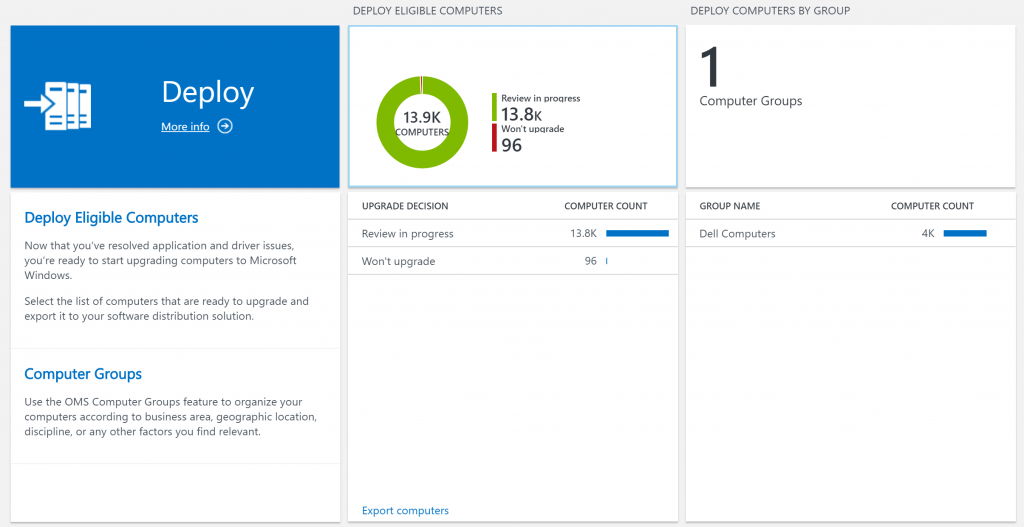 DEPLOY ELIGIBLE COMPUTERS
DEPLOY COMPUTERS BY GROUP
Deploy
More info
13.9K
COMPUTERS
Review in progress
13.8K
Won't upgrade
96
1
Computer Groups
Deploy Eligible Computers
Now that you've resolved application and driver issues,
you're ready to start upgrading computers to Microsoft
Windows.
Select the list of computers that are ready to upgrade and
export it to your software distribution solution.
Computer Groups
Use the OMS Computer Groups feature to organize your
computers according to business area, geographic location,
discipline, or any other factors you find relevant.
UPGRADE DECISION COMPUTER COUNT
Review in progress 13.8K
Won't upgrade 96
Export computers
GROUP NAME COMPUTER COUNT
Dell Computers 4K